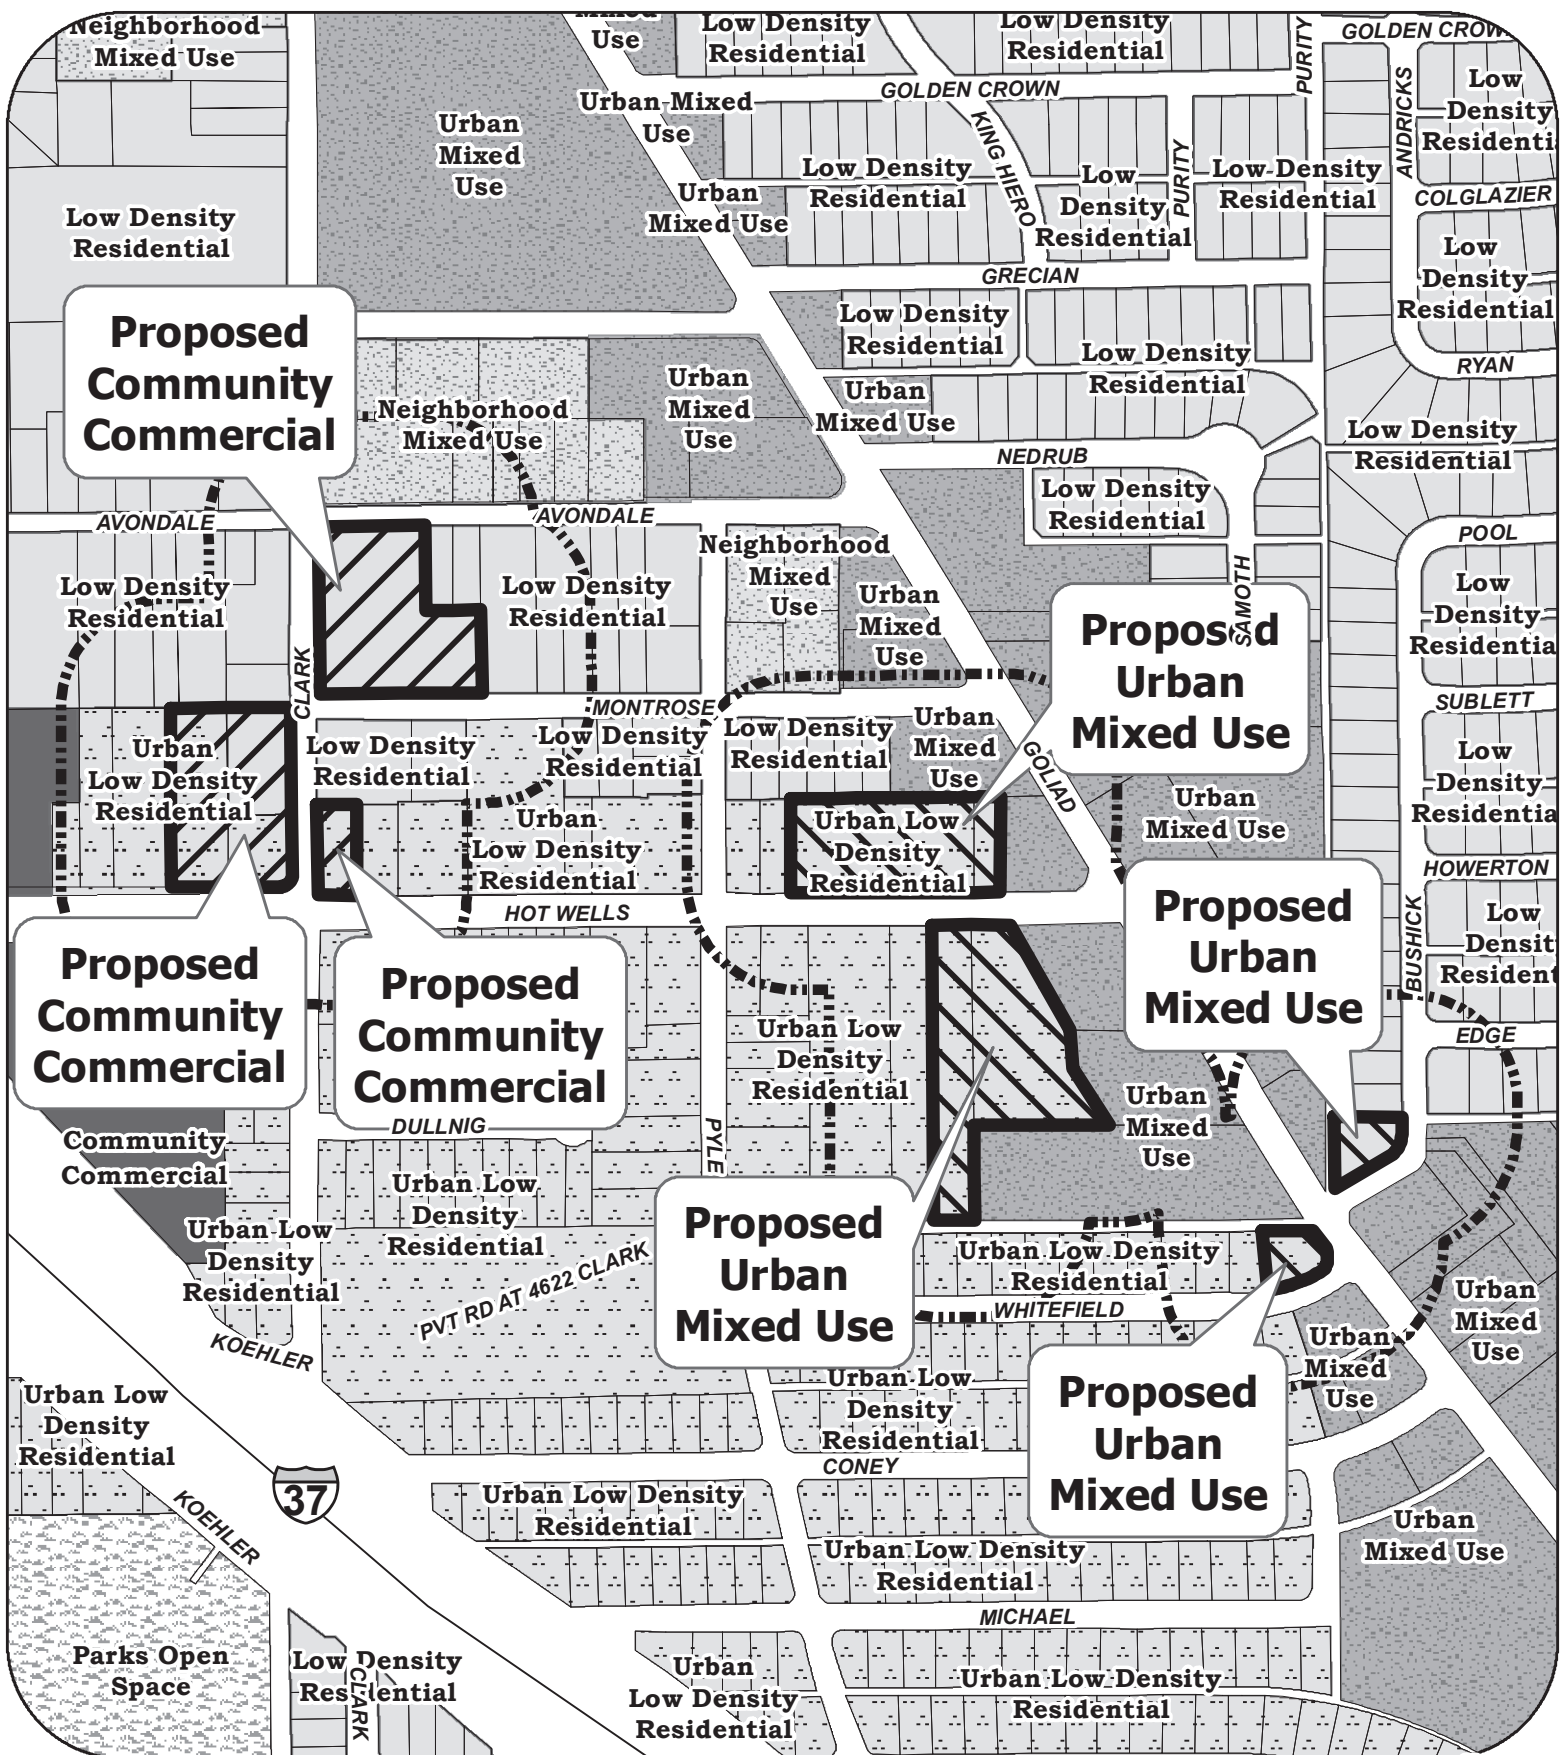 Neighborhood
Mixed Use
Mixed
Use
Low Density
Residential
Low Density
Residential
PURITY
GOLDEN CROWN
Urban
Mixed
Use
Urban Mixed
Use
GOLDEN CROWN
KING HIERO
ANDRICKS
Low
Density
Residential
Low Density
Residential
Low
Density
Residential
PURITY
Low Density
Residential
COLGLAZIER
Low Density
Residential
Urban
Mixed Use
GRECIAN
Low
Density
Residential
Proposed
Community
Commercial
Low Density
Residential
Low Density
Residential
RYAN
Neighborhood
Mixed Use
Urban
Mixed
Use
Urban
Mixed Use
NEDRUB
Low Density
Residential
Low Density
Residential
AVONDALE
AVONDALE
POOL
Low Density
Residential
Low Density
Residential
Neighborhood
Mixed
Use
Urban
Mixed
Use
SAMOTH
Proposed
Urban
Mixed Use
Low
Density
Residentia
CLARK
MONTROSE
SUBLETT
Urban
Low Density
Residential
Low Density
Residential
Low Density
Residential
Low Density
Residential
Urban
Mixed
Use
GOLIAD
Urban
Mixed Use
Low
Density
Residentia
Urban
Low Density
Residential
Urban Low
Density
Residential
HOWERTON
HOT WELLS
Proposed
Community
Commercial
Proposed
Community
Commercial
Proposed
Urban
Mixed Use
BUSHICK
Low
Densit
Resident
Urban Low
Density
Residential
EDGE
Community
Commercial
DULLNIG
PYLE
Urban
Mixed
Use
Urban Low
Density
Residential
Urban Low
Density
Residential
Proposed
Urban
Mixed Use
Urban Low Density
Residential
PVT RD AT 4622 CLARK
WHITEFIELD
Urban
Mixed
Use
KOEHLER
Urban
Mixed
Use
Urban Low
Density
Residential
Urban Low
Density
Residential
Proposed
Urban
Mixed Use
CONEY
37
KOEHLER
Urban Low Density
Residential
Urban Low Density
Residential
Urban
Mixed Use
MICHAEL
Parks Open
Space
Low Density
Residential
CLARK
Urban
Low Density
Residential
Urban Low Density
Residential